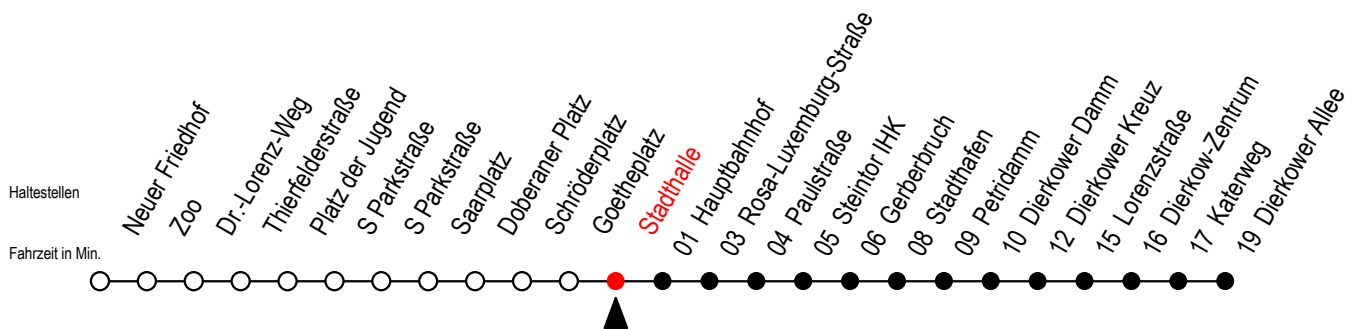 Haltestellen
Fahrzeit in Min.
Neuer Friedhof
Zoo
Dr.-Lorenz-Weg
Thierfelderstraße
Platz der Jugend
S Parkstraße
S Parkstraße
Saarplatz
Doberaner Platz
Schröderplatz
Goetheplatz
Stadthalle
01 Hauptbahnhof
03 Rosa-Luxemburg-Straße
04 Paulstraße
05 Steintor IHK
06 Gerberbruch
08 Stadthafen
09 Petridamm
10 Dierkower Damm
12 Dierkower Kreuz
15 Lorenzstraße
16 Dierkow-Zentrum
17 Katerweg
19 Dierkower Allee